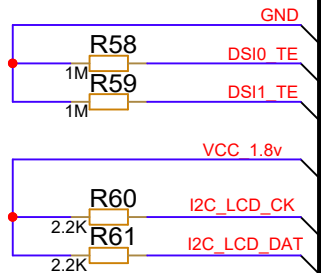 GND
R58
DSI0_TE
1M
R59
DSI1_TE
1M
VCC_1.8v
R60
I2C_LCD_CK
2.2K
R61
I2C_LCD_DAT
2.2K